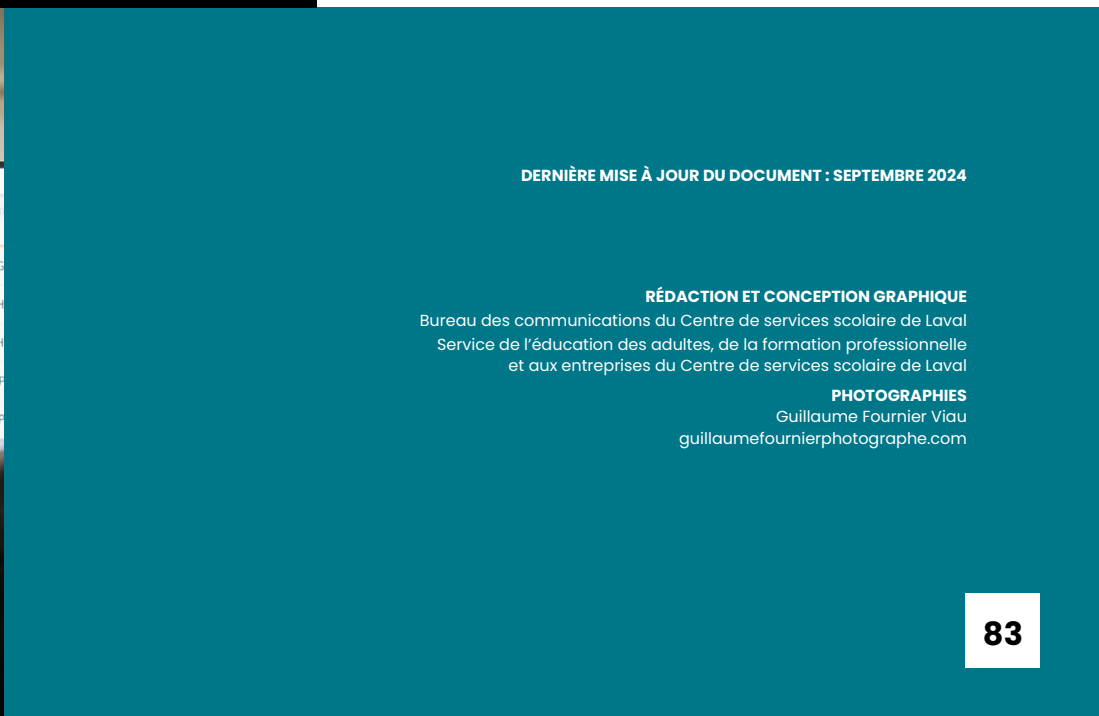 DERNIÈRE MISE À JOUR DU DOCUMENT : SEPTEMBRE 2024
RÉDACTION ET CONCEPTION GRAPHIQUE
Bureau des communications du Centre de services scolaire de Laval
Service de l’éducation des adultes, de la formation professionnelle
et aux entreprises du Centre de services scolaire de Laval
PHOTOGRAPHIES
Guillaume Fournier Viau
guillaumefournierphotographe.com
83